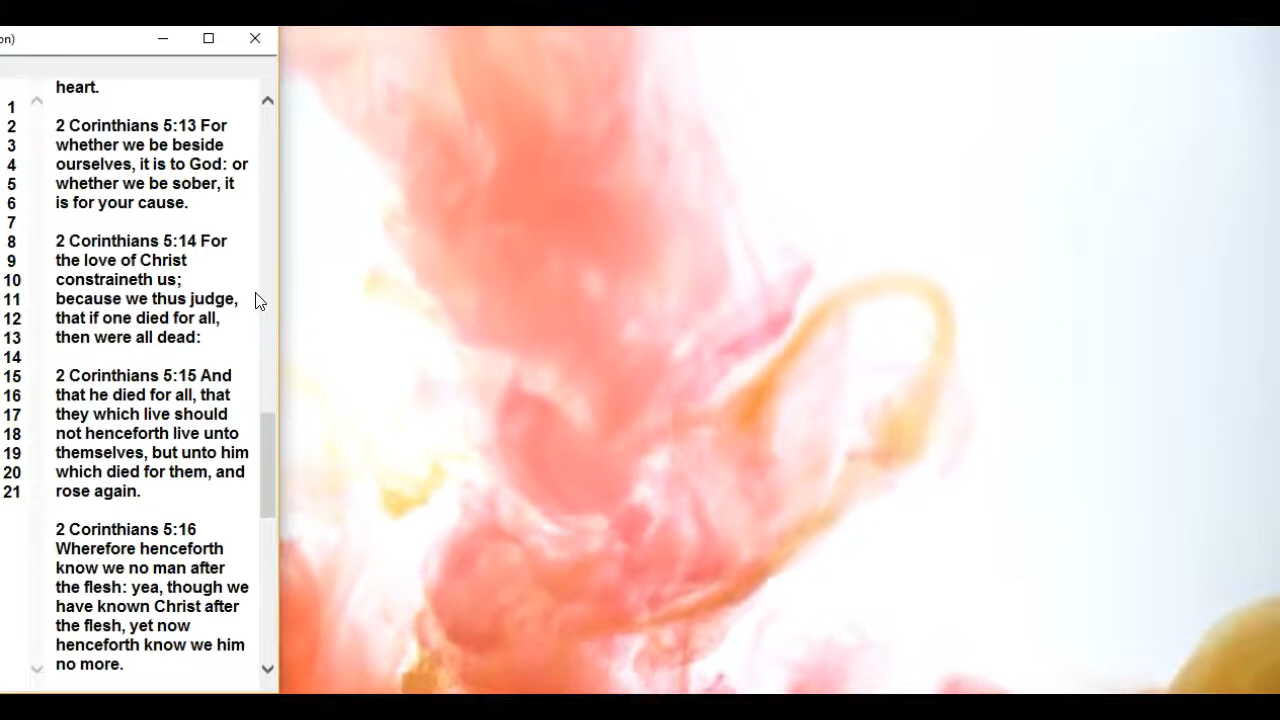 on)
heart.
1
2
3
4
5
6
7
8
9
10
11
12
13
14
15
16
17
18
19
20
21
2 Corinthians 5:13 For
whether we be beside
ourselves, it is to God: or
whether we be sober, it
is for your cause.
2 Corinthians 5:14 For
the love of Christ
constraineth us;
because we thus judge,
that if one died for all,
then were all dead:
2 Corinthians 5:15 And
that he died for all, that
they which live should
not henceforth live unto
themselves, but unto him
which died for them, and
rose again.
2 Corinthians 5:16
Wherefore henceforth
know we no man after
the flesh: yea, though we
have known Christ after
the flesh, yet now
henceforth know we him
no more.